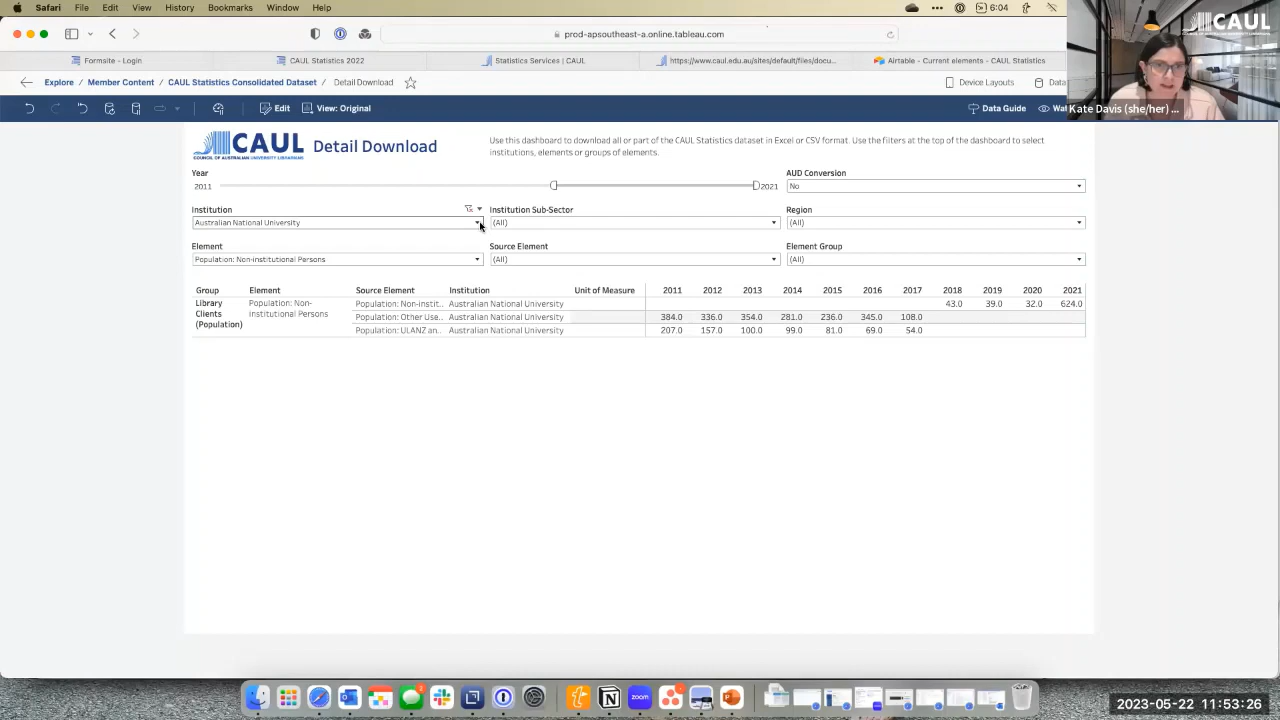 Safari File Edit View History Bookmarks Window Help
6:04
prod-apsoutheast-a.online.tableau.com
Formsite - Login
CAUL Statistics 2022
Statistics Services | CAUL
https://www.caul.edu.au/sites/default/files/docu...
Airtable - Current elements - CAUL Statistics
Explore / Member Content / CAUL Statistics Consolidated Dataset / Detail Download
Device Layouts
Edit
View: Original
Data Guide
CAUL
Kate Davis (she/her) ...
CAUL
COUNCIL OF AUSTRALIAN UNIVERSITY LIBRARIANS
Detail Download
Use this dashboard to download all or part of the CAUL Statistics dataset in Excel or CSV format. Use the filters at the top of the dashboard to select
institutions, elements or groups of elements.
Year
2011
2021
AUD Conversion
No
Institution
Australian National University
Institution Sub-Sector
(All)
Region
(All)
Element
Population: Non-institutional Persons
Source Element
(All)
Element Group
(All)
Group Element Source Element Institution Unit of Measure 2011 2012 2013 2014 2015 2016 2017 2018 2019 2020 2021
Library Clients (Population) Population: Non-institutional Persons Population: Non-instit.. Australian National University 43.0 39.0 32.0 624.0
Population: Other Use.. Australian National University 384.0 336.0 354.0 281.0 236.0 345.0 108.0
Population: ULANZ an.. Australian National University 207.0 157.0 100.0 99.0 81.0 69.0 54.0
zoom
2023-05-22 11:53:26